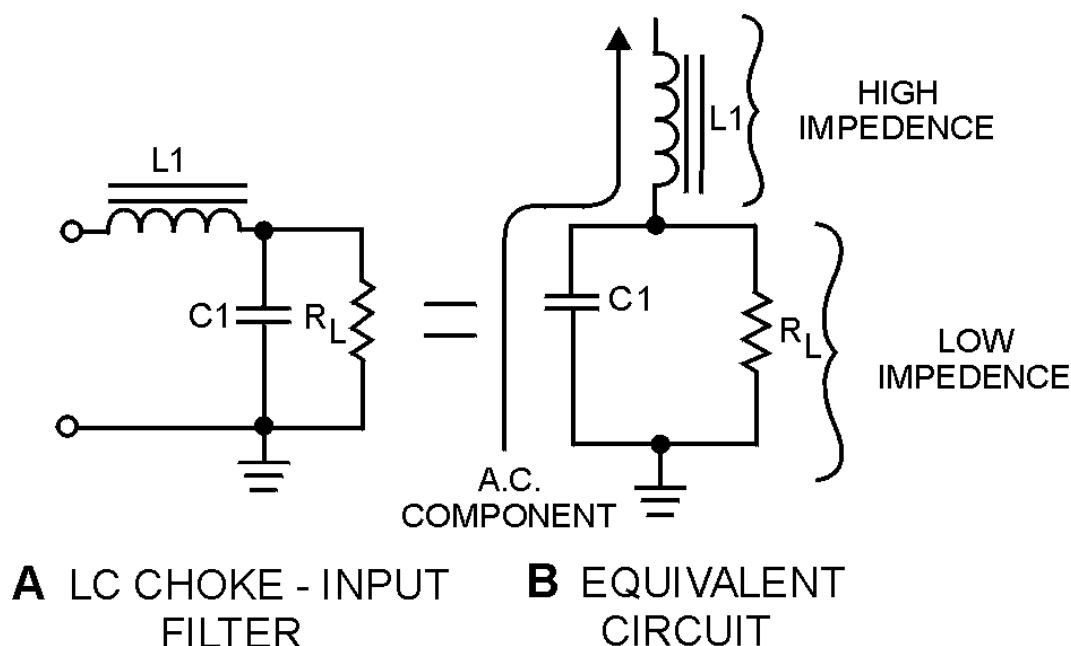 L1
C1
RL
=
L1
HIGH
IMPEDENCE
C1
RL
LOW
IMPEDENCE
A.C.
COMPONENT
A LC CHOKE - INPUT
FILTER
B EQUIVALENT
CIRCUIT